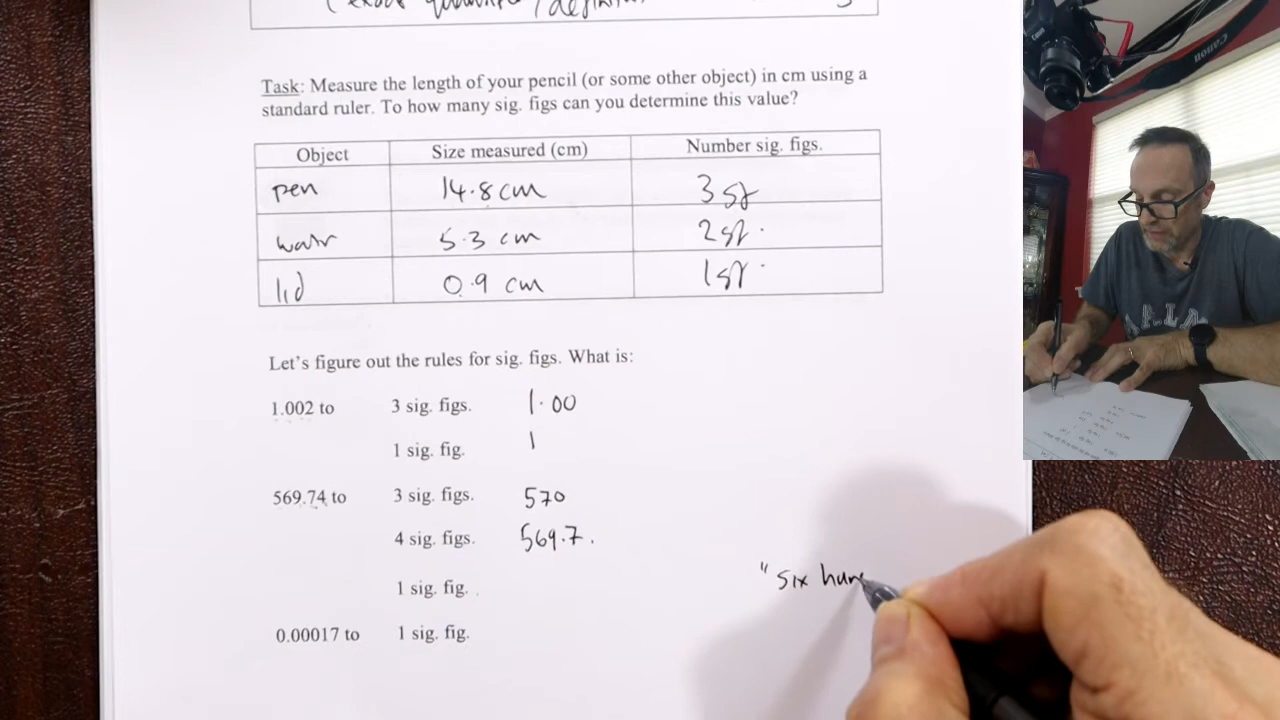 Task: Measure the length of your pencil (or some other object) in cm using a
standard ruler. To how many sig. figs can you determine this value?
Object Size measured (cm) Number sig. figs.
pen 14.8 cm 3 sf
5.3 cm 2 sf.
lid 0.9 cm 1 sf.
Let's figure out the rules for sig. figs. What is:
1.002 to 3 sig. figs. 1.00
1 sig. fig. 1
569.74 to 3 sig. figs. 570
4 sig. figs. 569.7.
1 sig. fig.
"six hun
0.00017 to 1 sig. fig.
Canon